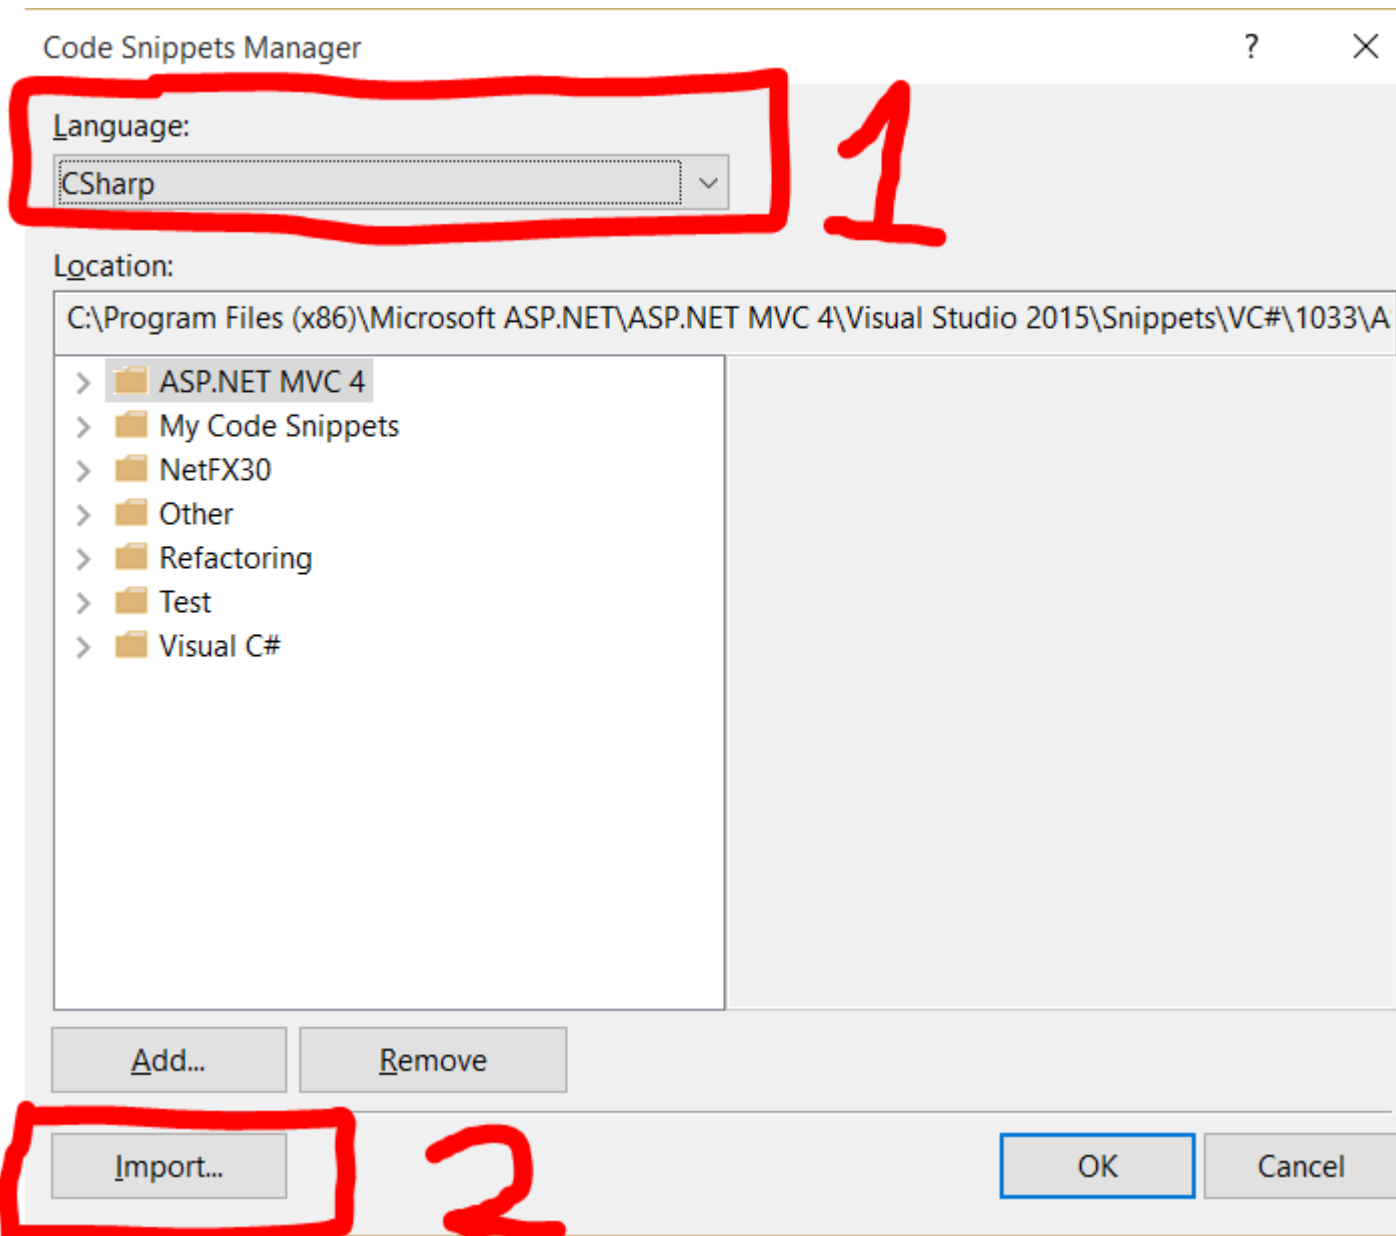 Code Snippets Manager ?
Language:
1
CSharp
Location:
C:\Program Files (x86)\Microsoft ASP.NET\ASP.NET MVC 4\Visual Studio 2015\Snippets\VC#\1033\A
ASP.NET MVC 4
My Code Snippets
NetFX30
Other
Refactoring
Test
Visual C#
Add... Remove
Import... 2 OK Cancel